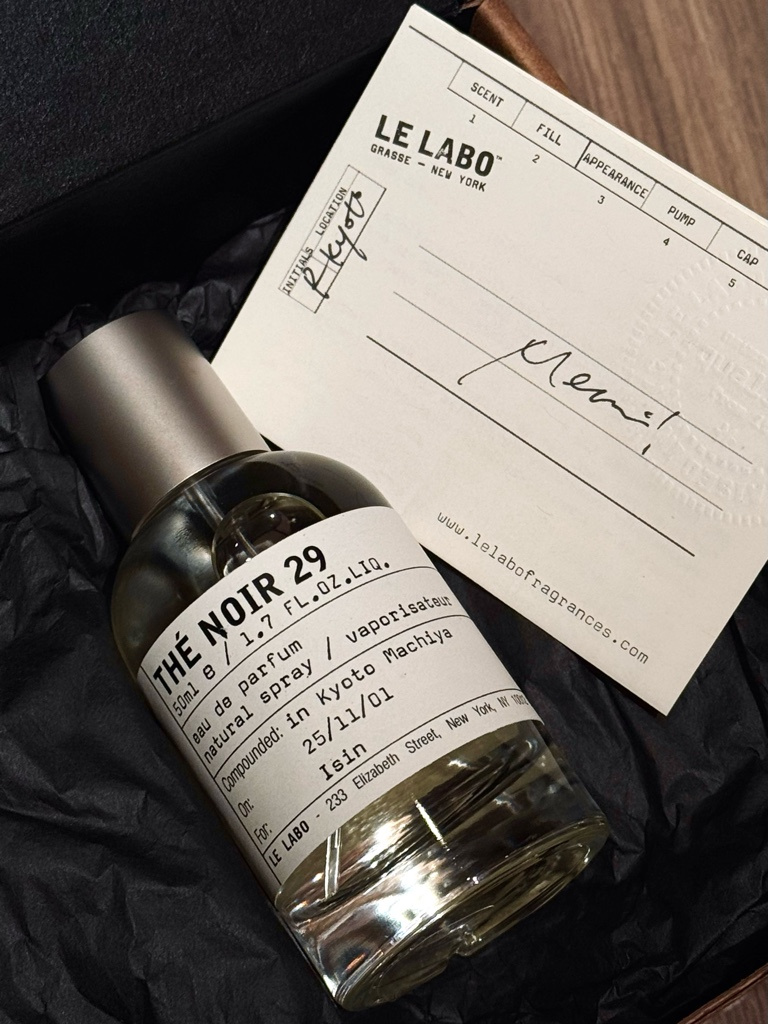 SCENT
FILL
APPEARANCE
PUMP
CAP
1
2
3
4
5
LE LABO™
GRASSE – NEW YORK
INITIALS LOCATION
R Kyoto
Merci!
www.lelabofragrances.com
THÉ NOIR 29
50ml e / 1.7 FL.OZ.LIQ.
eau de parfum
natural spray / vaporisateur
Compounded: in Kyoto Machiya
On: 25/11/01
For: Isin
LE LABO - 233 Elizabeth Street, New York, NY